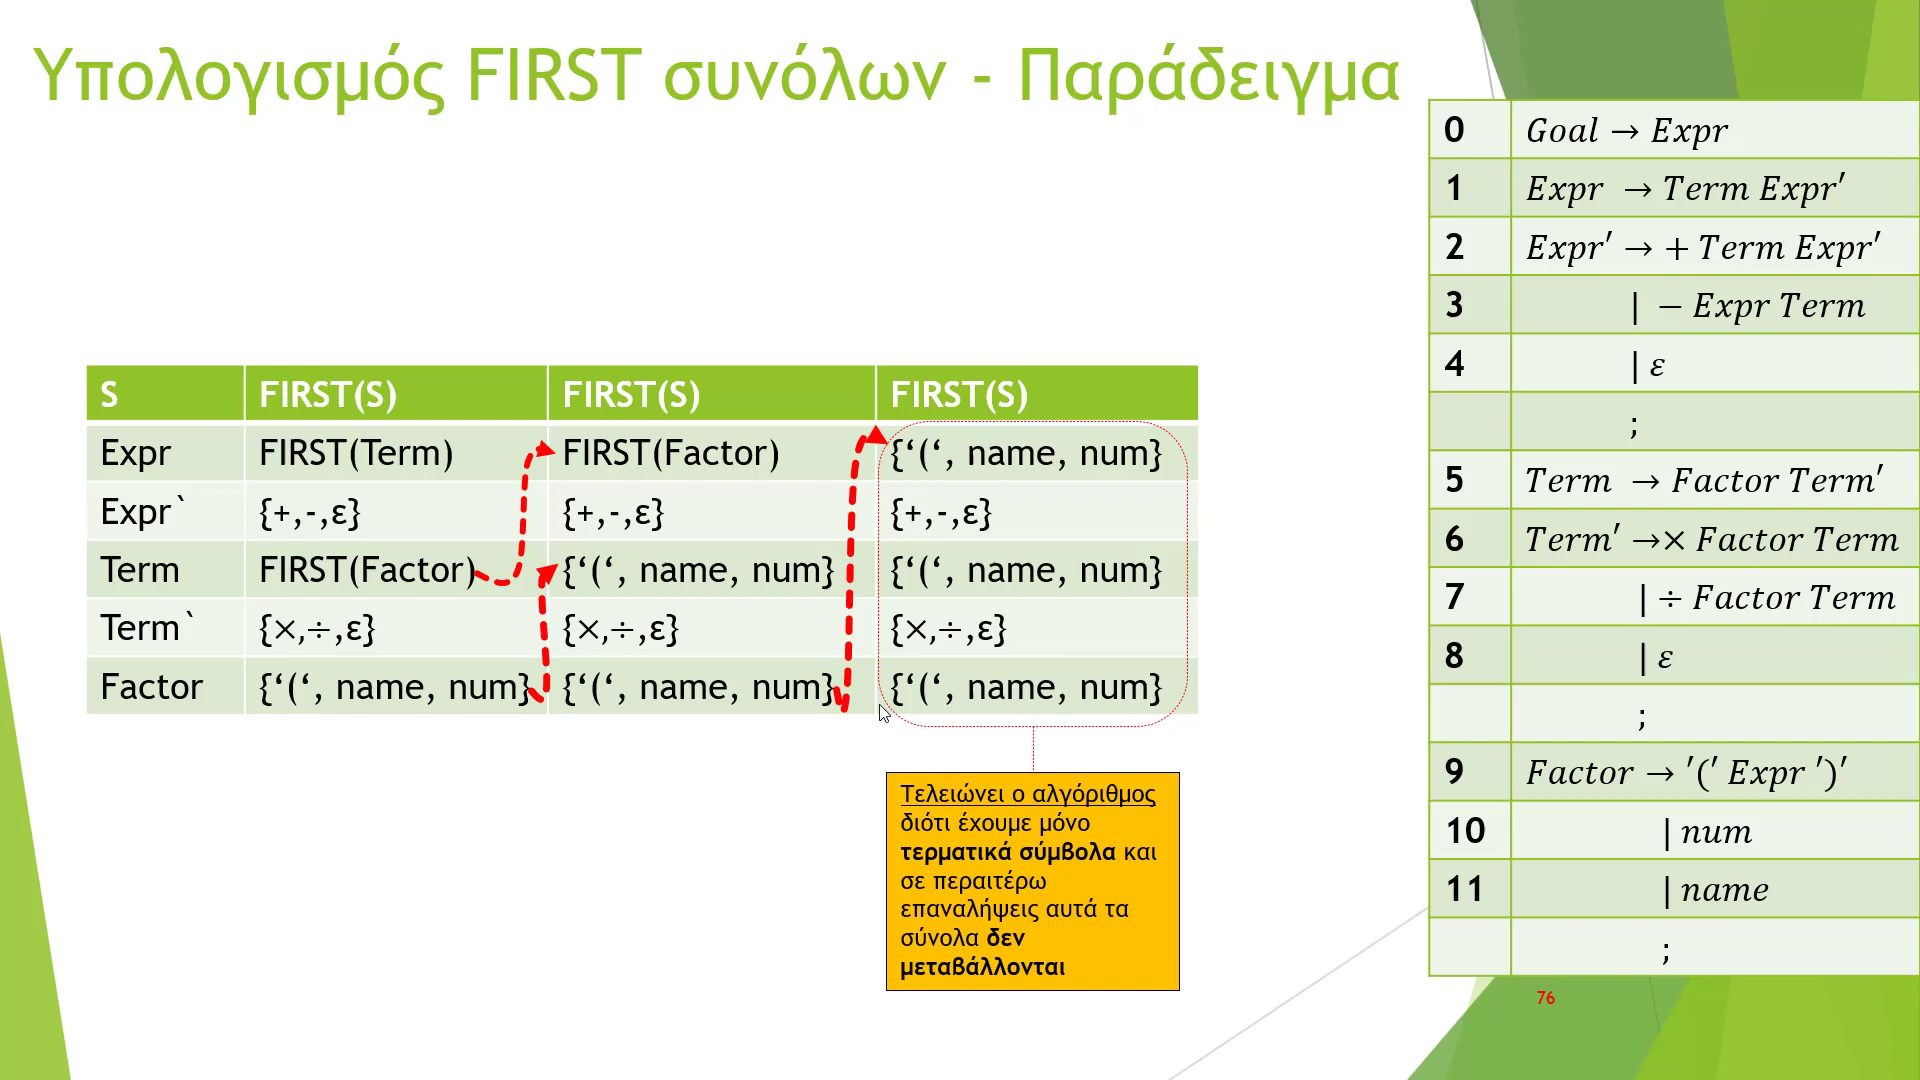 Υπολογισμός FIRST συνόλων - Παράδειγμα
S FIRST(S) FIRST(S) FIRST(S)
Expr FIRST(Term) FIRST(Factor) {‘(‘, name, num}
Expr` {+,-,ε} {+,-,ε} {+,-,ε}
Term FIRST(Factor) {‘(‘, name, num} {‘(‘, name, num}
Term` {×,÷,ε} {×,÷,ε} {×,÷,ε}
Factor {‘(‘, name, num} {‘(‘, name, num} {‘(‘, name, num}
Τελειώνει ο αλγόριθμος
διότι έχουμε μόνο
τερματικά σύμβολα και
σε περαιτέρω
επαναλήψεις αυτά τα
σύνολα δεν
μεταβάλλονται
0 Goal → Expr
1 Expr → Term Expr′
2 Expr′ → + Term Expr′
3 | − Expr Term
4 | ε
;
5 Term → Factor Term′
6 Term′ →× Factor Term
7 | ÷ Factor Term
8 | ε
;
9 Factor → ′(′ Expr ′)′
10 | num
11 | name
;
76